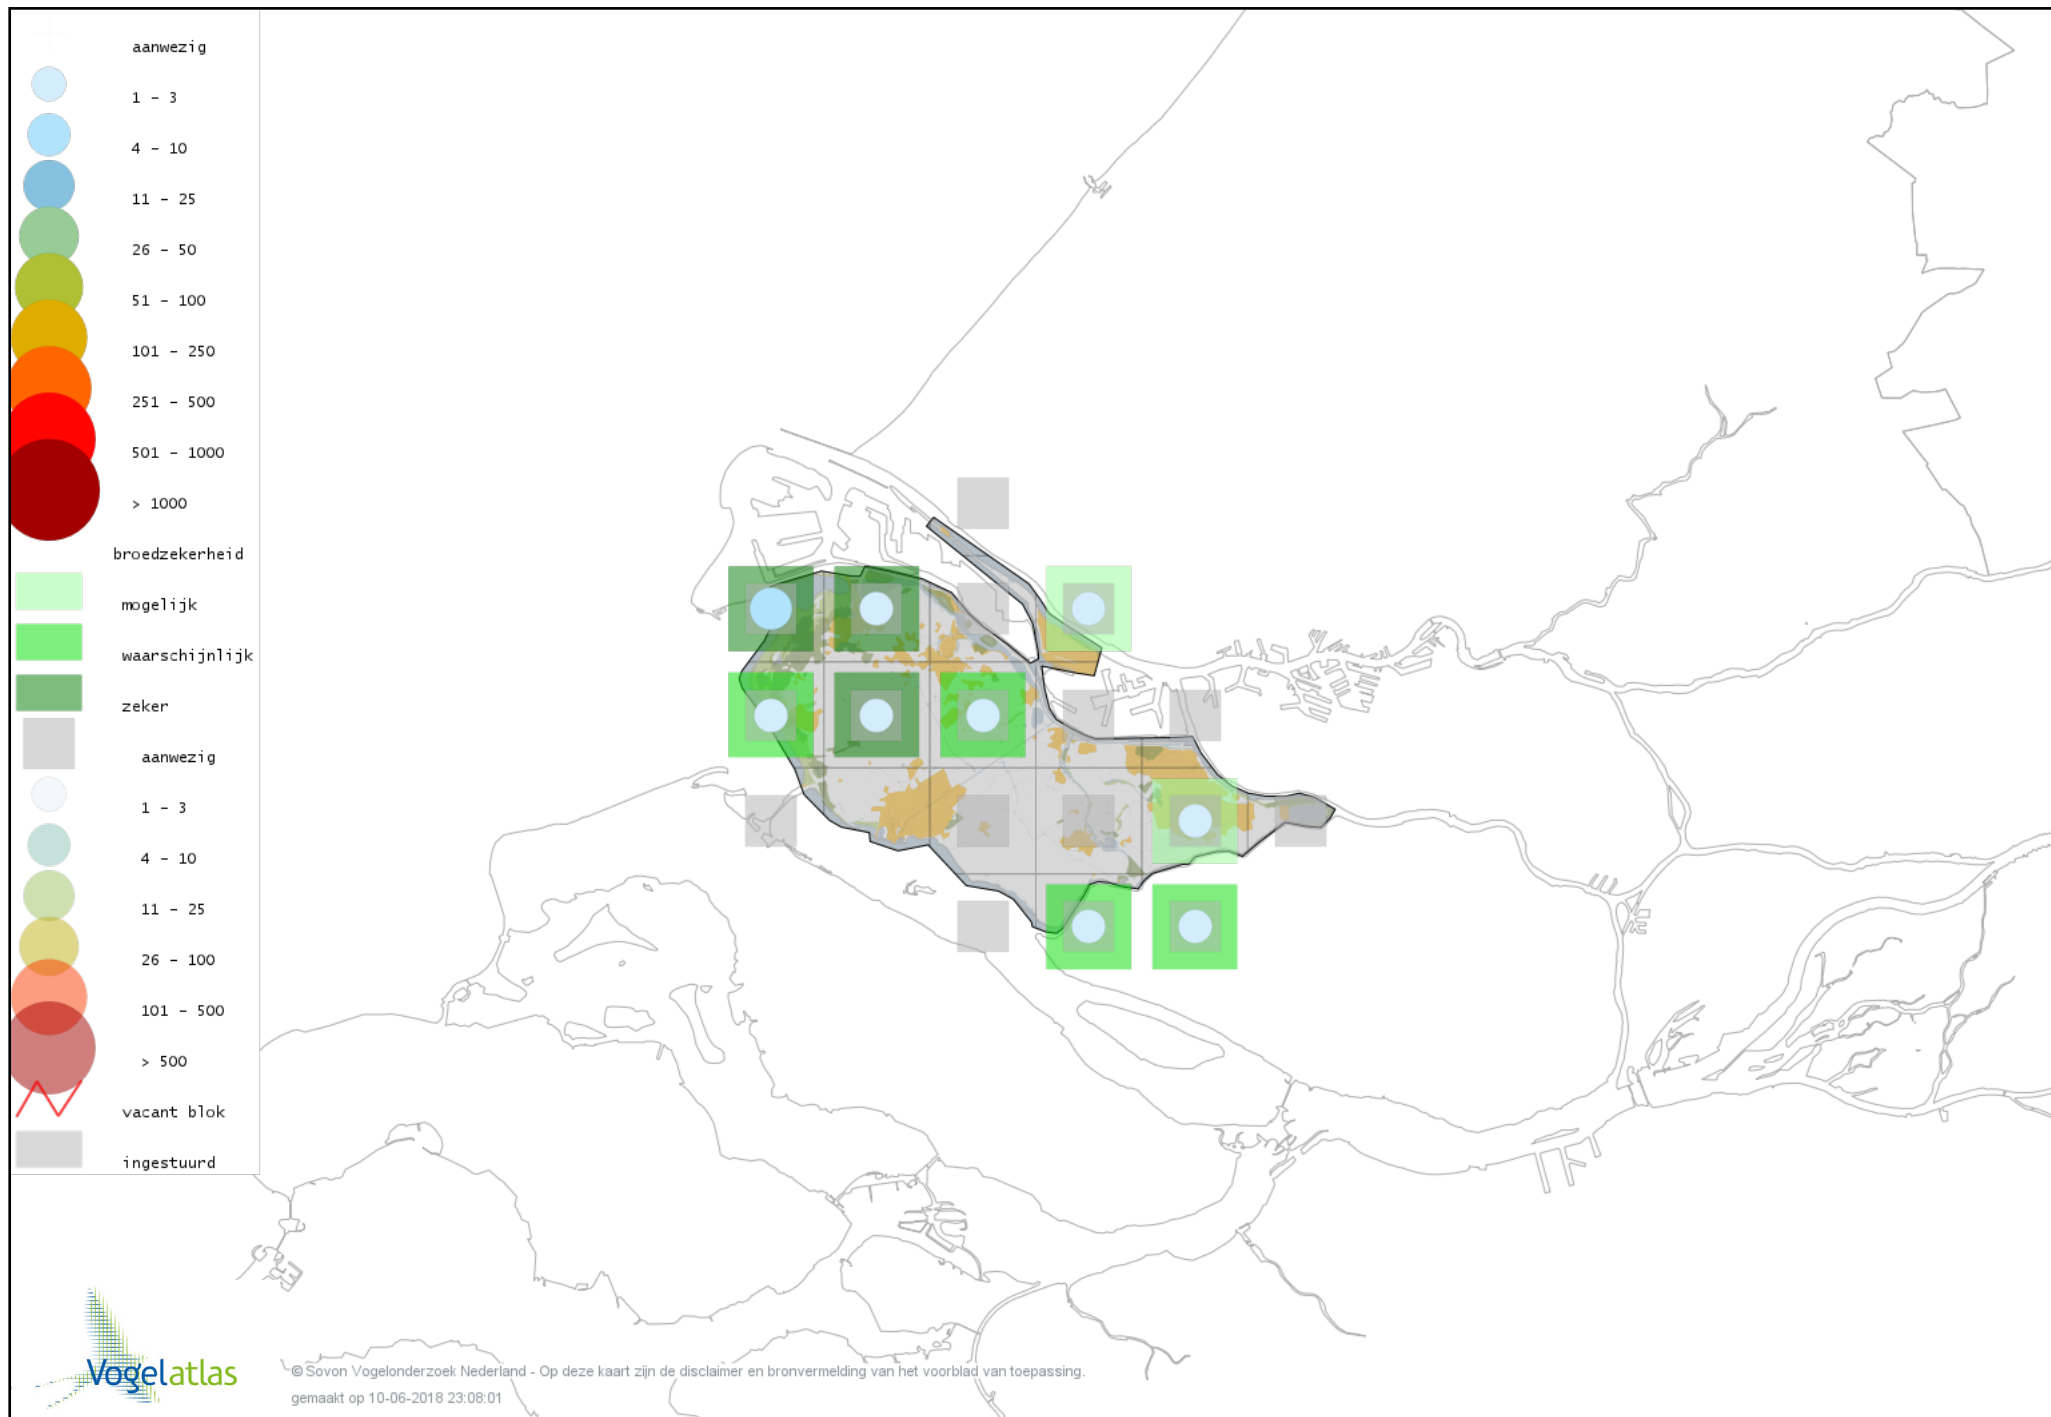 aanwezig
1 - 3
4 - 10
11 - 25
26 - 50
51 - 100
101 - 250
251 - 500
501 - 1000
> 1000
broedzekerheid
mogelijk
waarschijnlijk
zeker
aanwezig
1 - 3
4 - 10
11 - 25
26 - 100
101 - 500
> 500
vacant blok
ingestuurd
Vogelatlas
© Sovon Vogelonderzoek Nederland - Op deze kaart zijn de disclaimer en bronvermelding van het voorblad van toepassing.
gemaakt op 10-06-2018 23:08:01